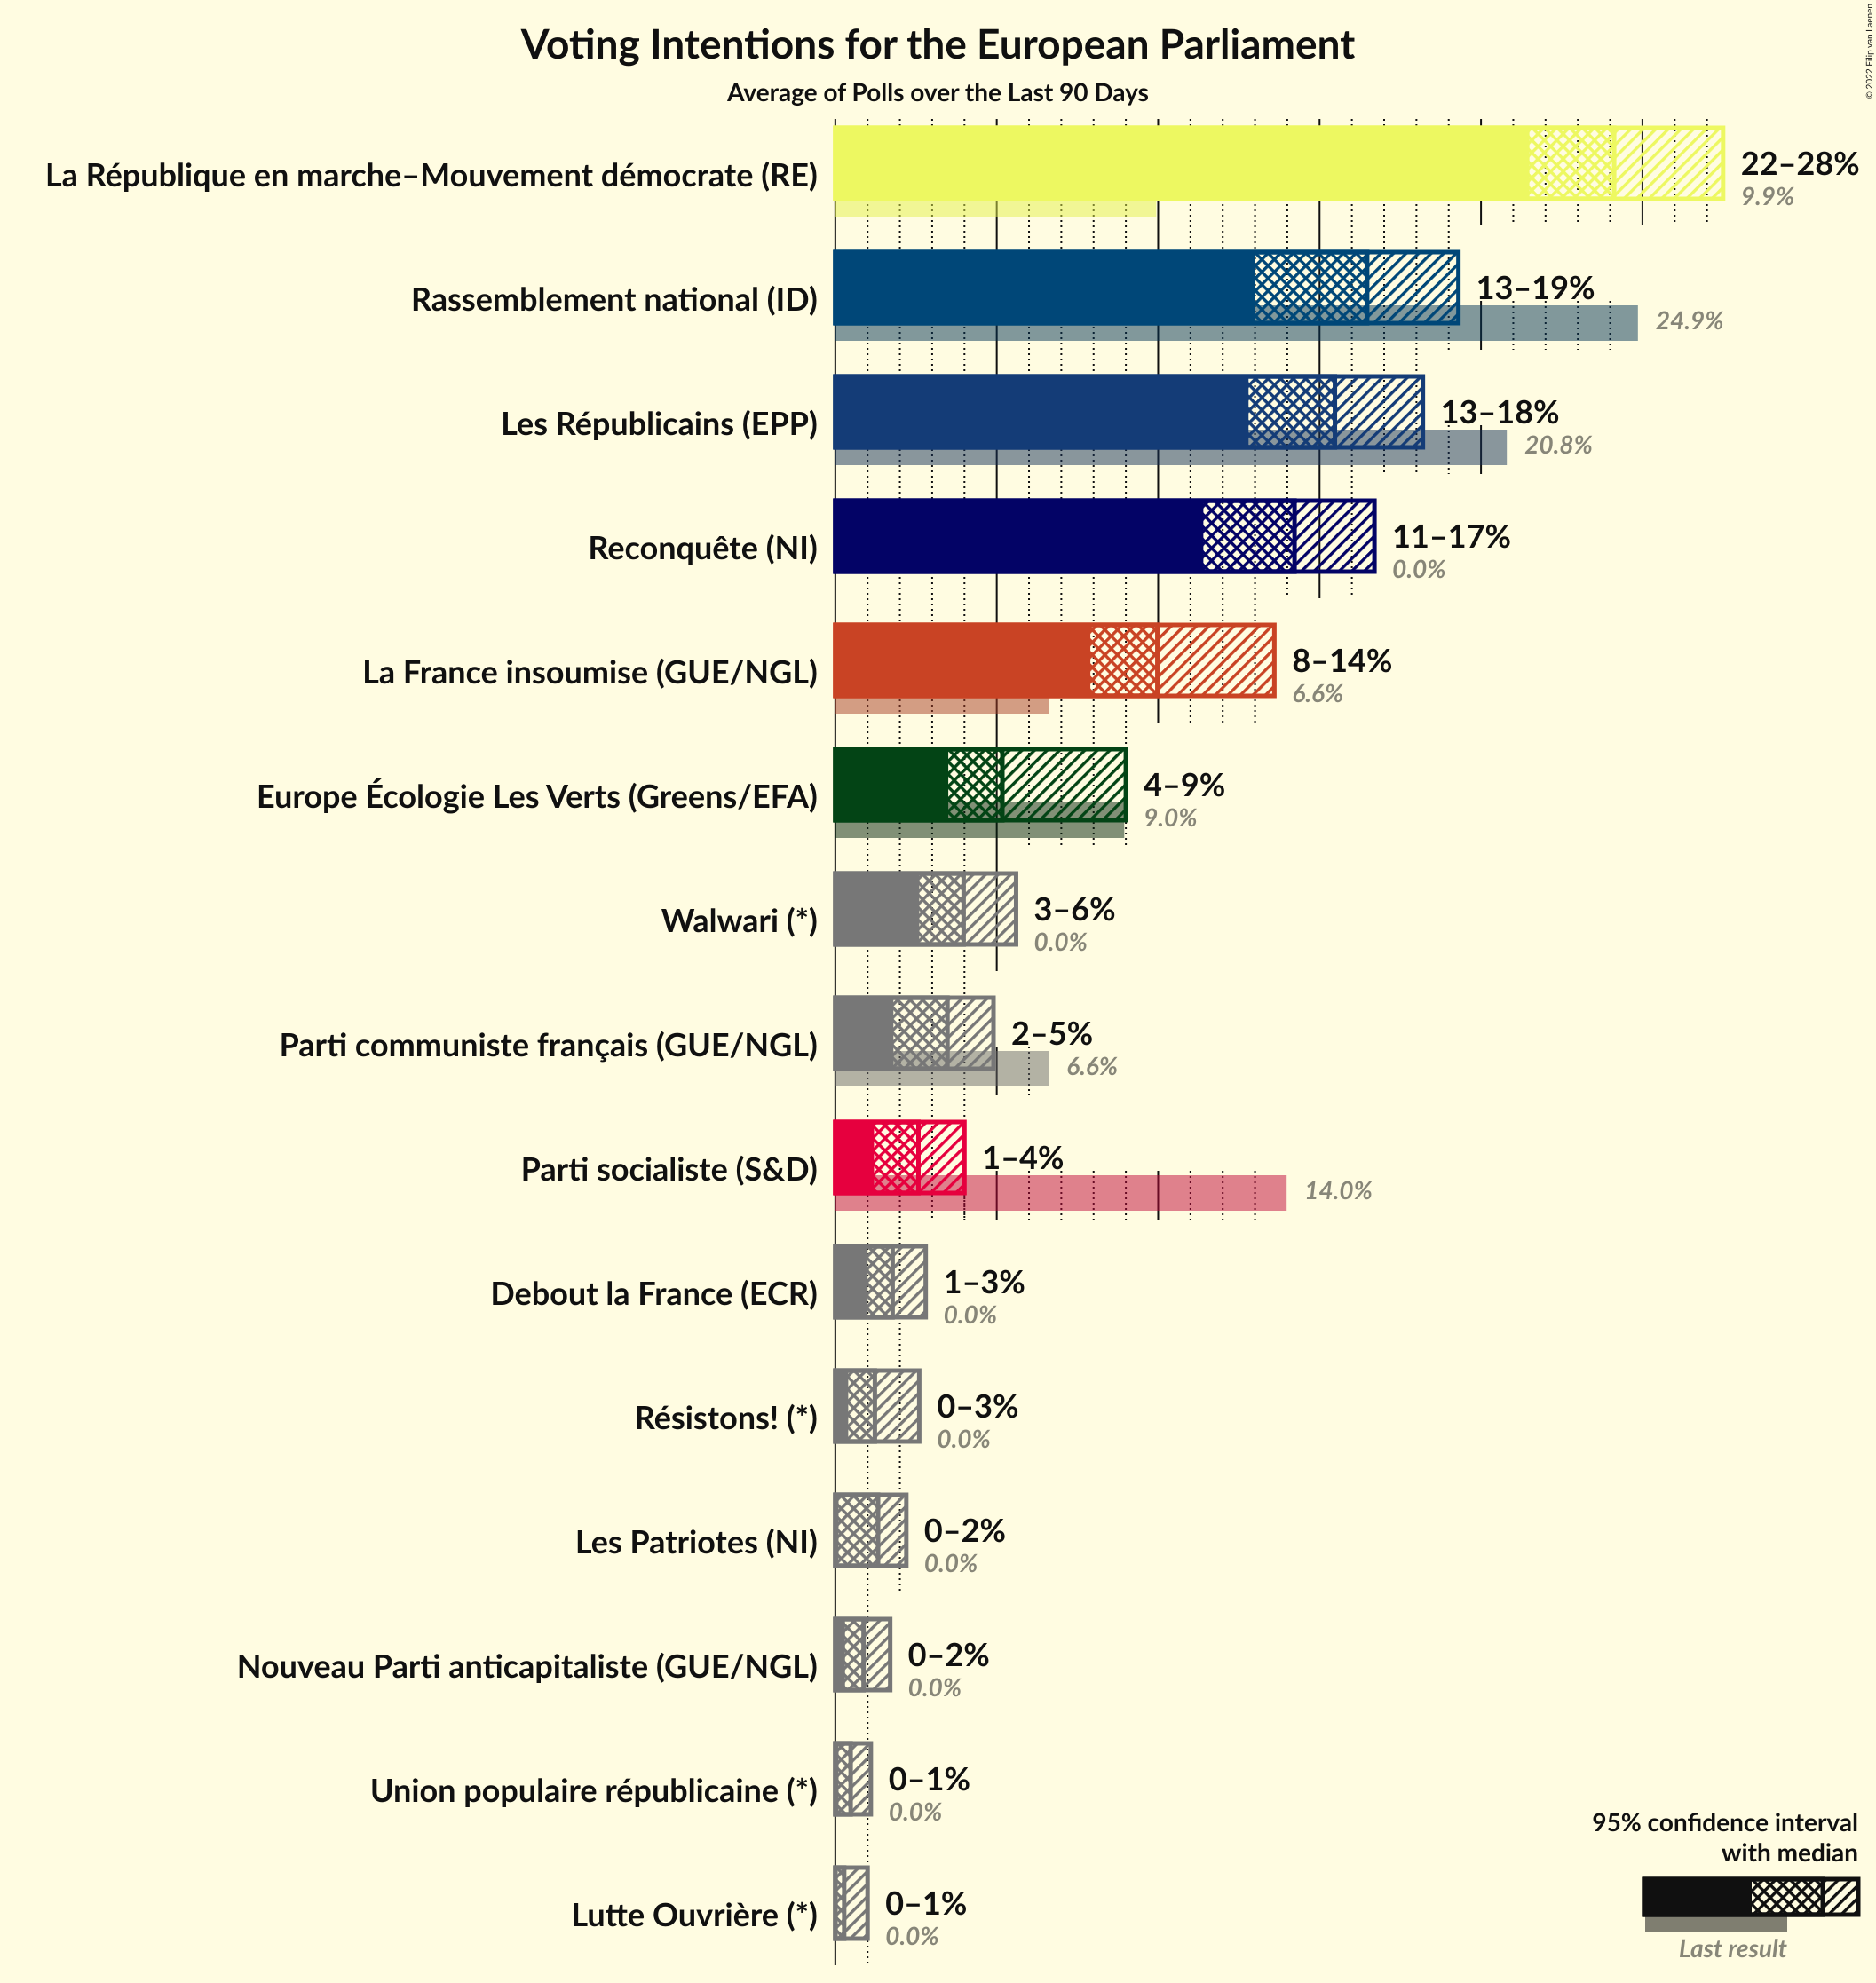 Voting Intentions for the European Parliament
Average of Polls over the Last 90 Days
© 2022 Filip van Laenen
La République en marche–Mouvement démocrate (RE)
22–28%
9.9%
Rassemblement national (ID)
13–19%
24.9%
Les Républicains (EPP)
13–18%
20.8%
Reconquête (NI)
11–17%
0.0%
La France insoumise (GUE/NGL)
8–14%
6.6%
Europe Écologie Les Verts (Greens/EFA)
4–9%
9.0%
Walwari (*)
3–6%
0.0%
Parti communiste français (GUE/NGL)
2–5%
6.6%
Parti socialiste (S&D)
1–4%
14.0%
Debout la France (ECR)
1–3%
0.0%
Résistons! (*)
0–3%
0.0%
Les Patriotes (NI)
0–2%
0.0%
Nouveau Parti anticapitaliste (GUE/NGL)
0–2%
0.0%
Union populaire républicaine (*)
0–1%
0.0%
Lutte Ouvrière (*)
0–1%
0.0%
95% confidence interval
with median
Last result